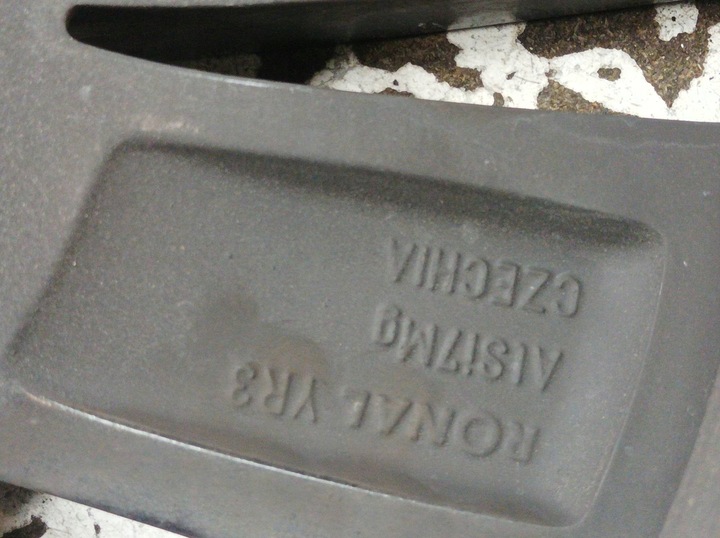 RONAL YR3
AlSi7Mg
CZECHIA